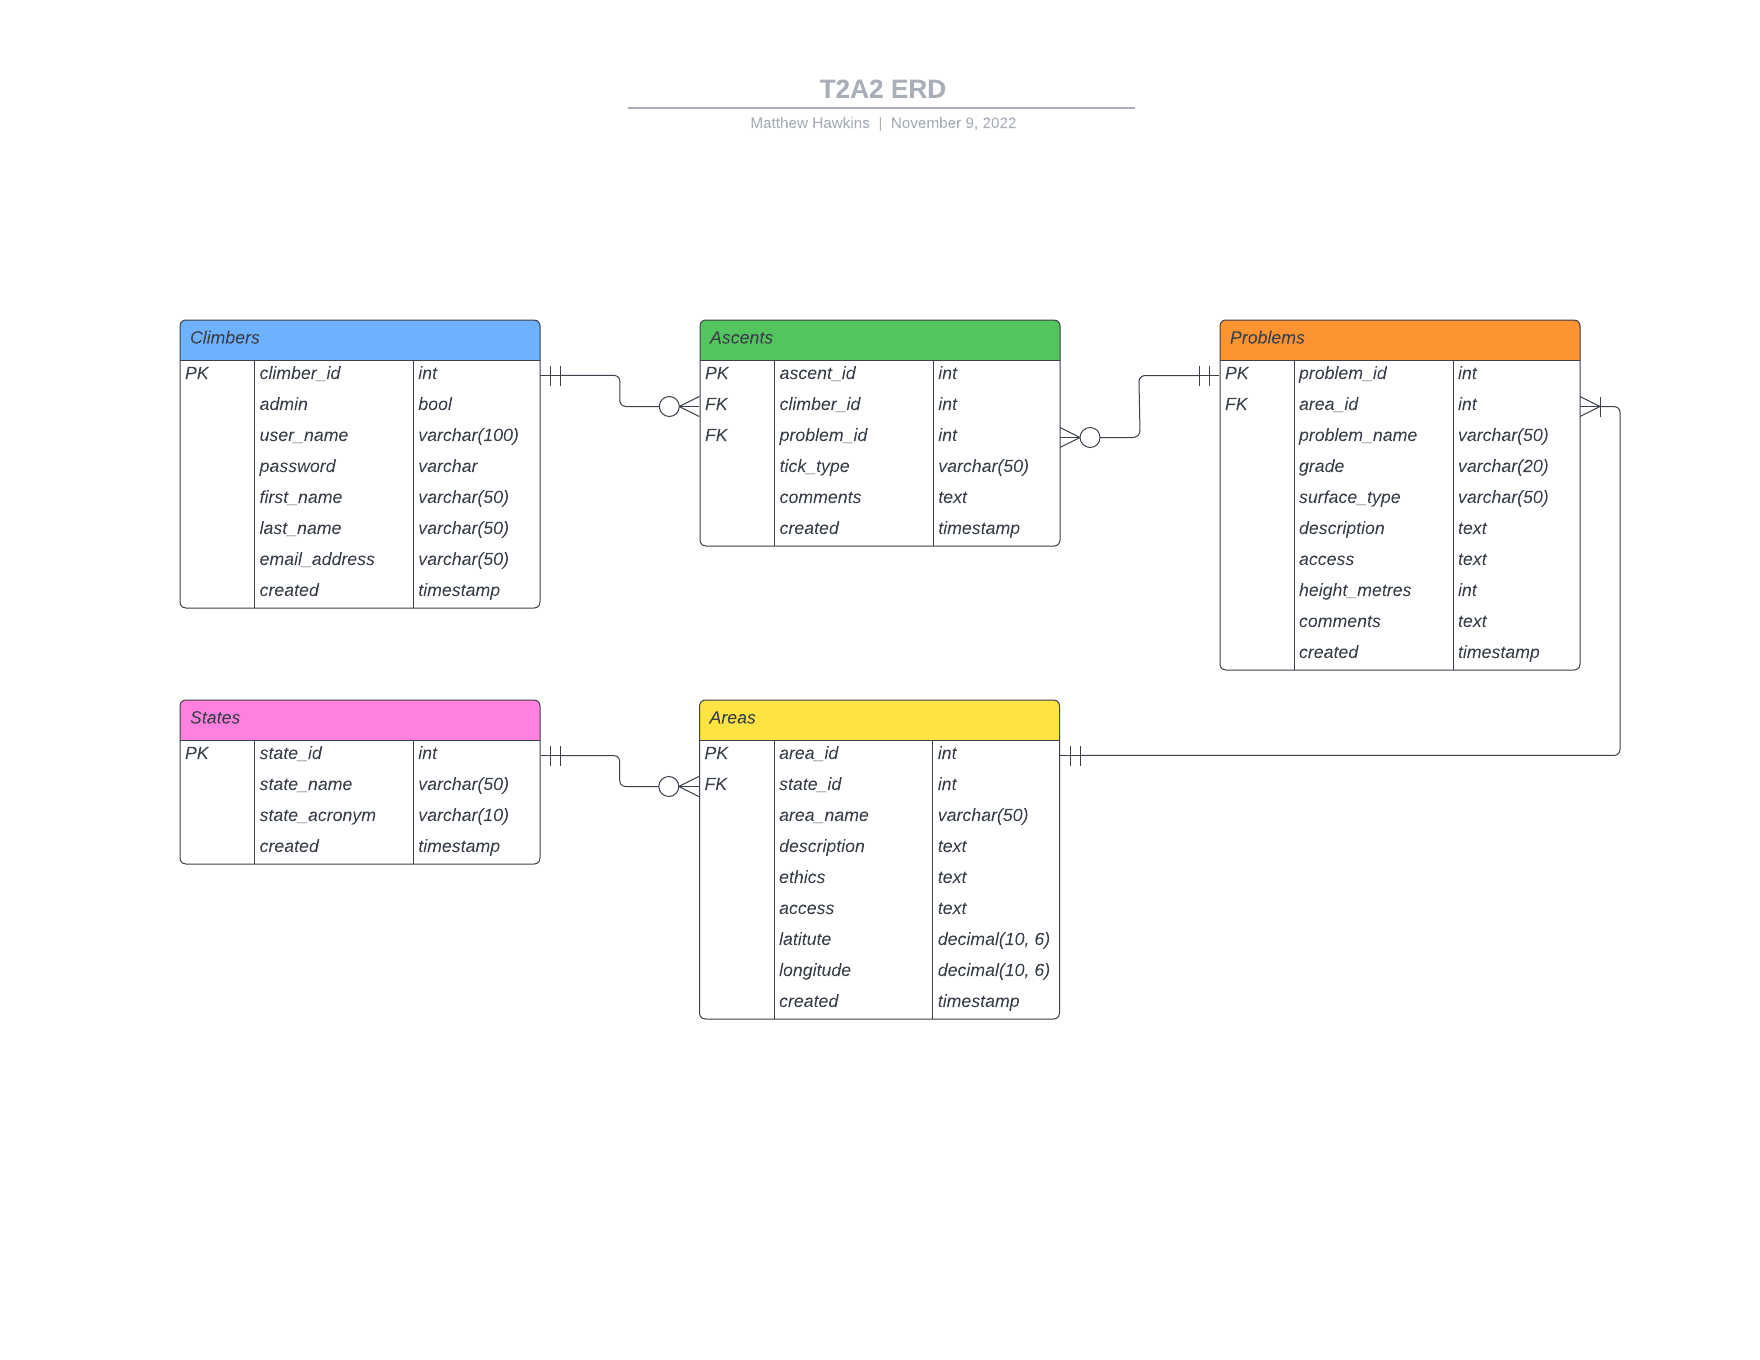 T2A2 ERD
Matthew Hawkins | November 9, 2022
Climbers
PK climber_id int
admin bool
user_name varchar(100)
password varchar
first_name varchar(50)
last_name varchar(50)
email_address varchar(50)
created timestamp
Ascents
PK ascent_id int
FK climber_id int
FK problem_id int
tick_type varchar(50)
comments text
created timestamp
Problems
PK problem_id int
FK area_id int
problem_name varchar(50)
grade varchar(20)
surface_type varchar(50)
description text
access text
height_metres int
comments text
created timestamp
States
PK state_id int
state_name varchar(50)
state_acronym varchar(10)
created timestamp
Areas
PK area_id int
FK state_id int
area_name varchar(50)
description text
ethics text
access text
latitute decimal(10, 6)
longitude decimal(10, 6)
created timestamp